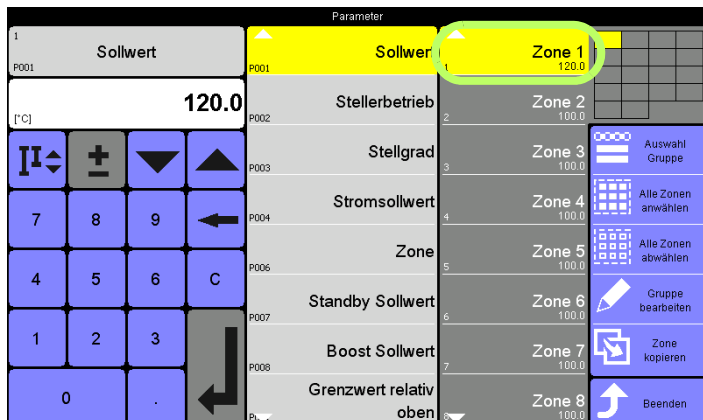 Parameter
1
Sollwert
P001
120.0
[°C]
7
8
9
4
5
6
C
1
2
3
0
.
Sollwert
P001
Stellerbetrieb
P002
Stellgrad
P003
Stromsollwert
P004
Zone
P006
Standby Sollwert
P007
Boost Sollwert
P008
Grenzwert relativ
oben
Zone 1
1
120.0
Zone 2
2
100.0
Zone 3
3
100.0
Zone 4
4
100.0
Zone 5
5
100.0
Zone 6
6
100.0
Zone 7
7
100.0
Zone 8
8
100.0
Auswahl
Gruppe
Alle Zonen
anwählen
Alle Zonen
abwählen
Gruppe
bearbeiten
Zone
kopieren
Beenden